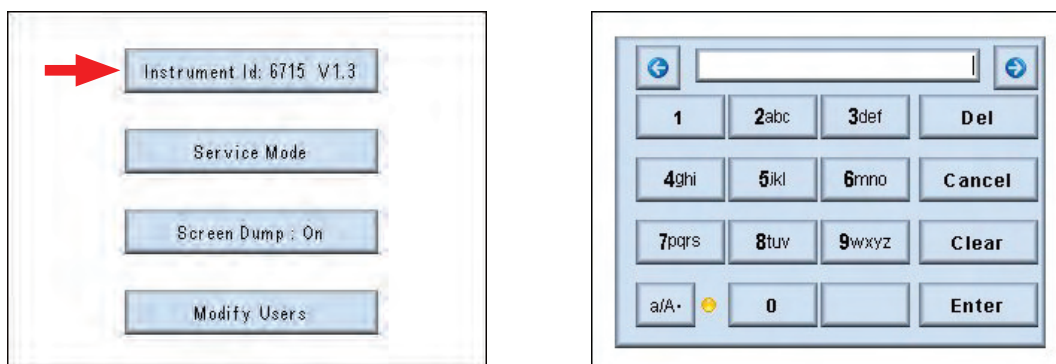 Instrument Id: 6715 V1.3
Service Mode
Screen Dump : On
Modify Users
1 2abc 3def Del
4ghi 5jkl 6mno Cancel
7pqrs 8tuv 9wxyz Clear
a/A· 0 Enter